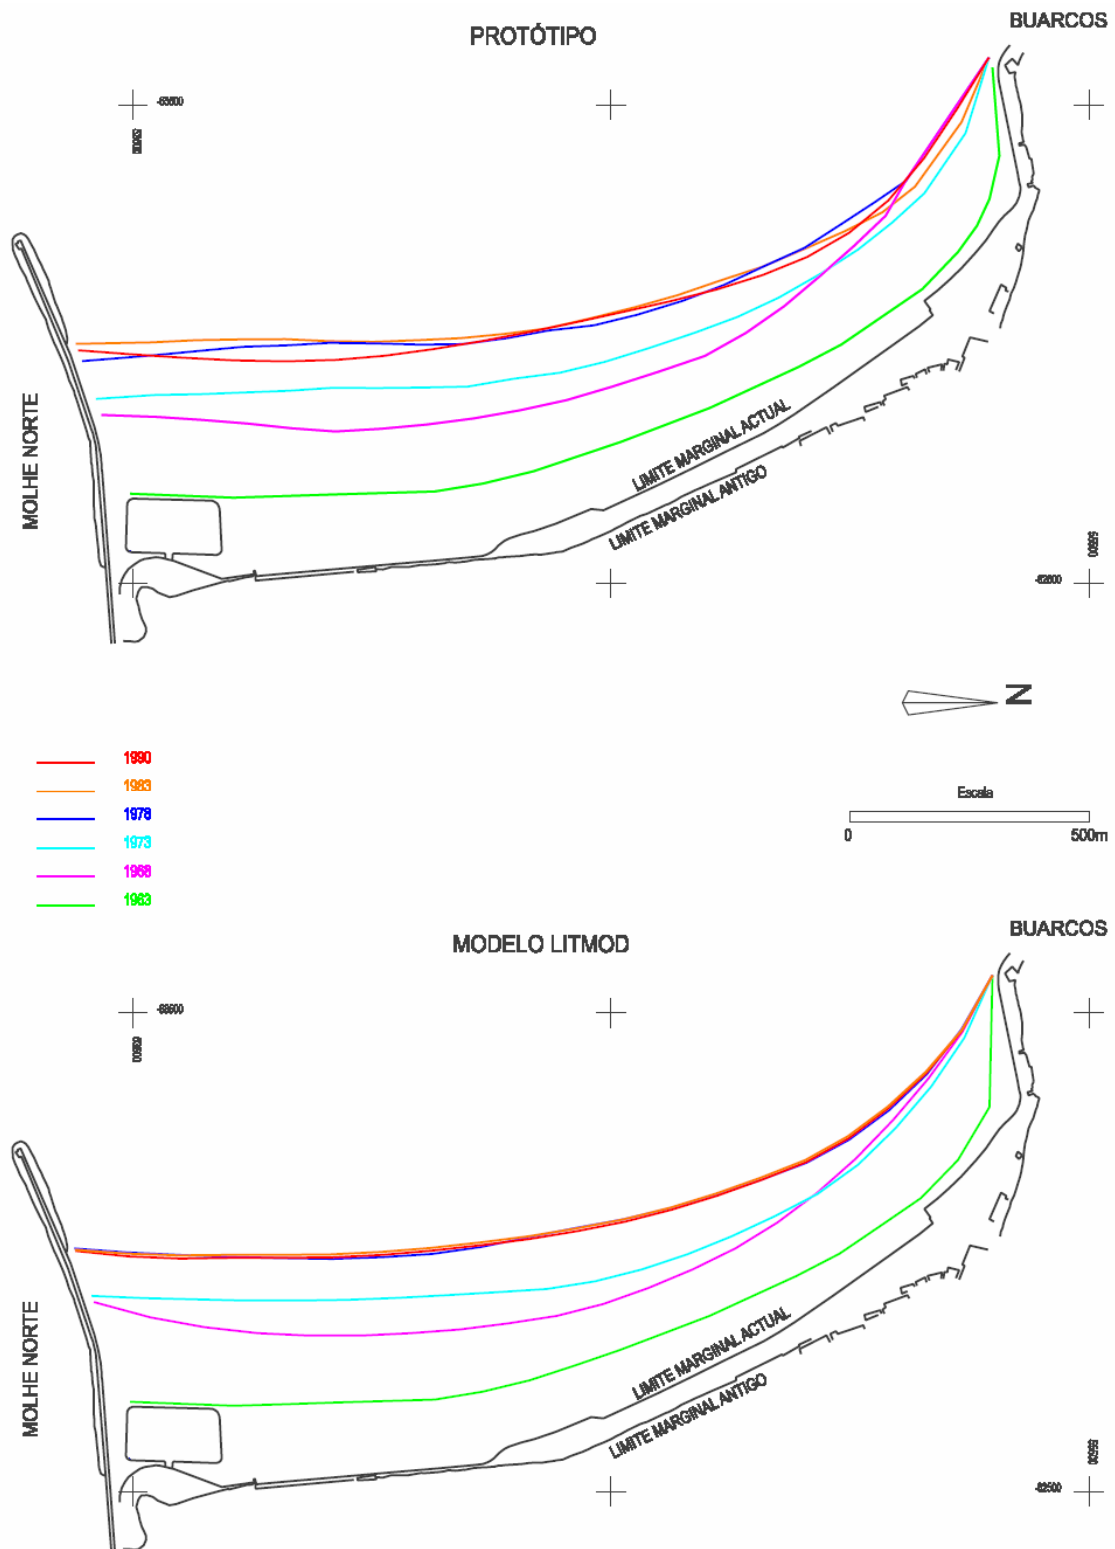 BUARCOS
PROTÓTIPO
MOLHE NORTE
LIMITE MARGINAL ACTUAL
LIMITE MARGINAL ANTIGO
N
1990
1983
1978
1973
1968
1963
Escala
0 500m
BUARCOS
MODELO LITMOD
MOLHE NORTE
LIMITE MARGINAL ACTUAL
LIMITE MARGINAL ANTIGO